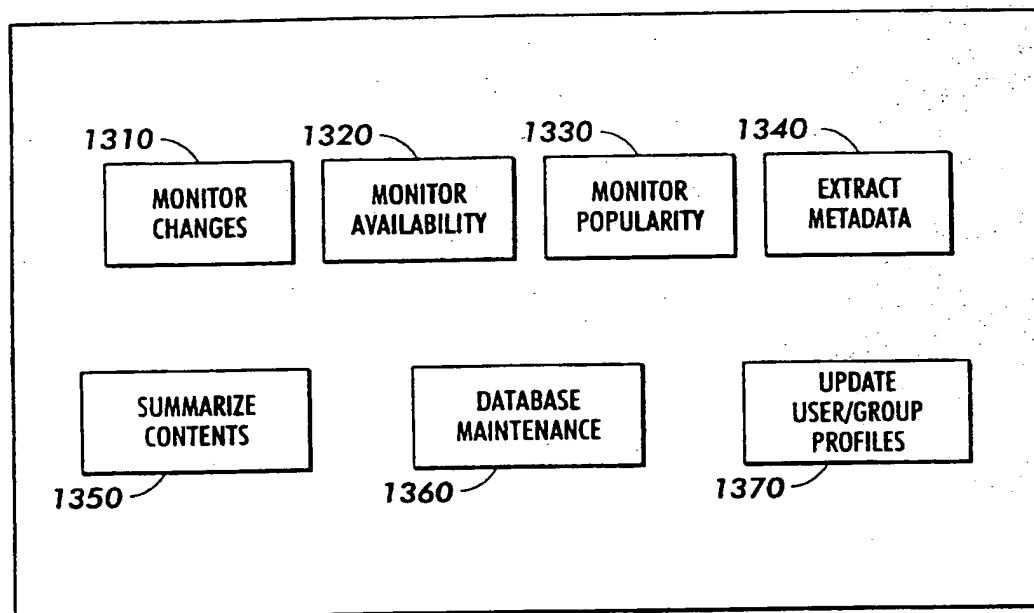 1310
1320
1330
1340
MONITOR
CHANGES
MONITOR
AVAILABILITY
MONITOR
POPULARITY
EXTRACT
METADATA
SUMMARIZE
CONTENTS
DATABASE
MAINTENANCE
UPDATE
USER/GROUP
PROFILES
1350
1360
1370